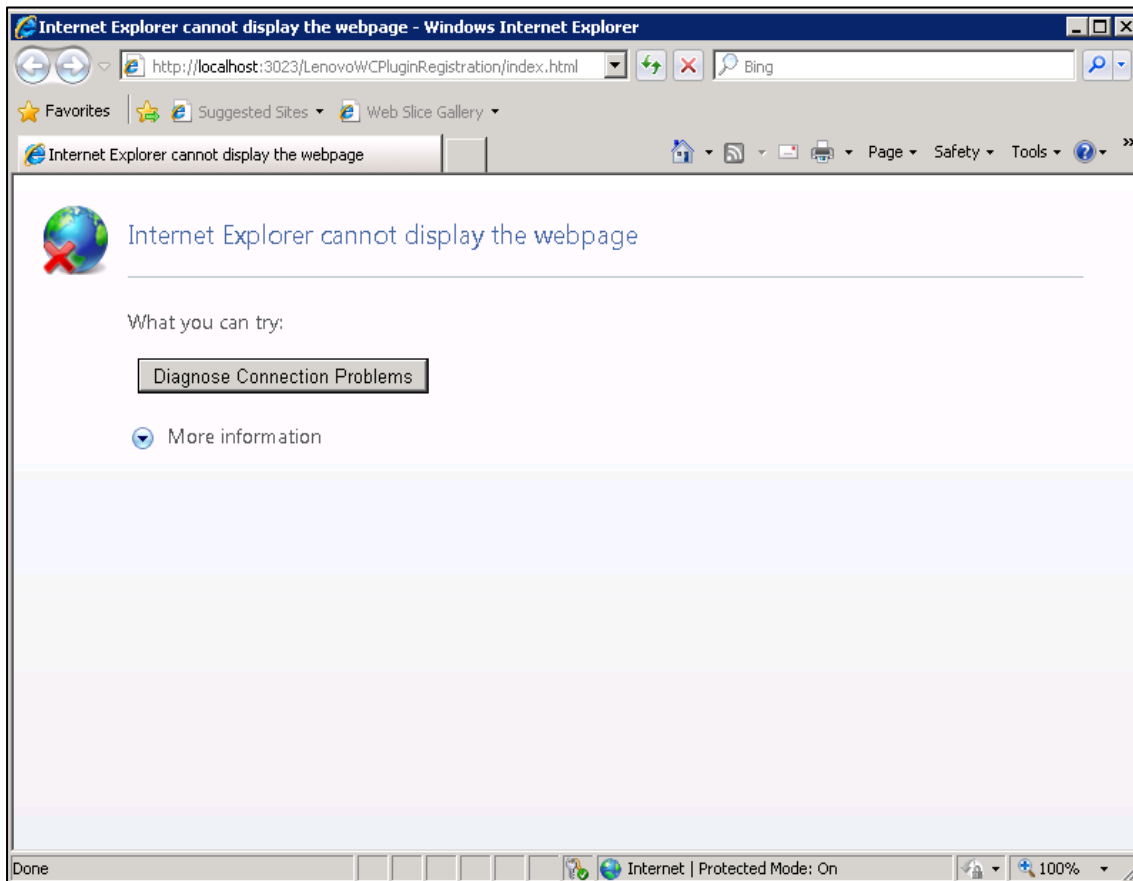 Internet Explorer cannot display the webpage - Windows Internet Explorer
http://localhost:3023/LenovoWCPluginRegistration/index.html
Bing
Favorites
Suggested Sites
Web Slice Gallery
Internet Explorer cannot display the webpage
Page
Safety
Tools
Internet Explorer cannot display the webpage
What you can try:
Diagnose Connection Problems
More information
Done
Internet | Protected Mode: On
100%